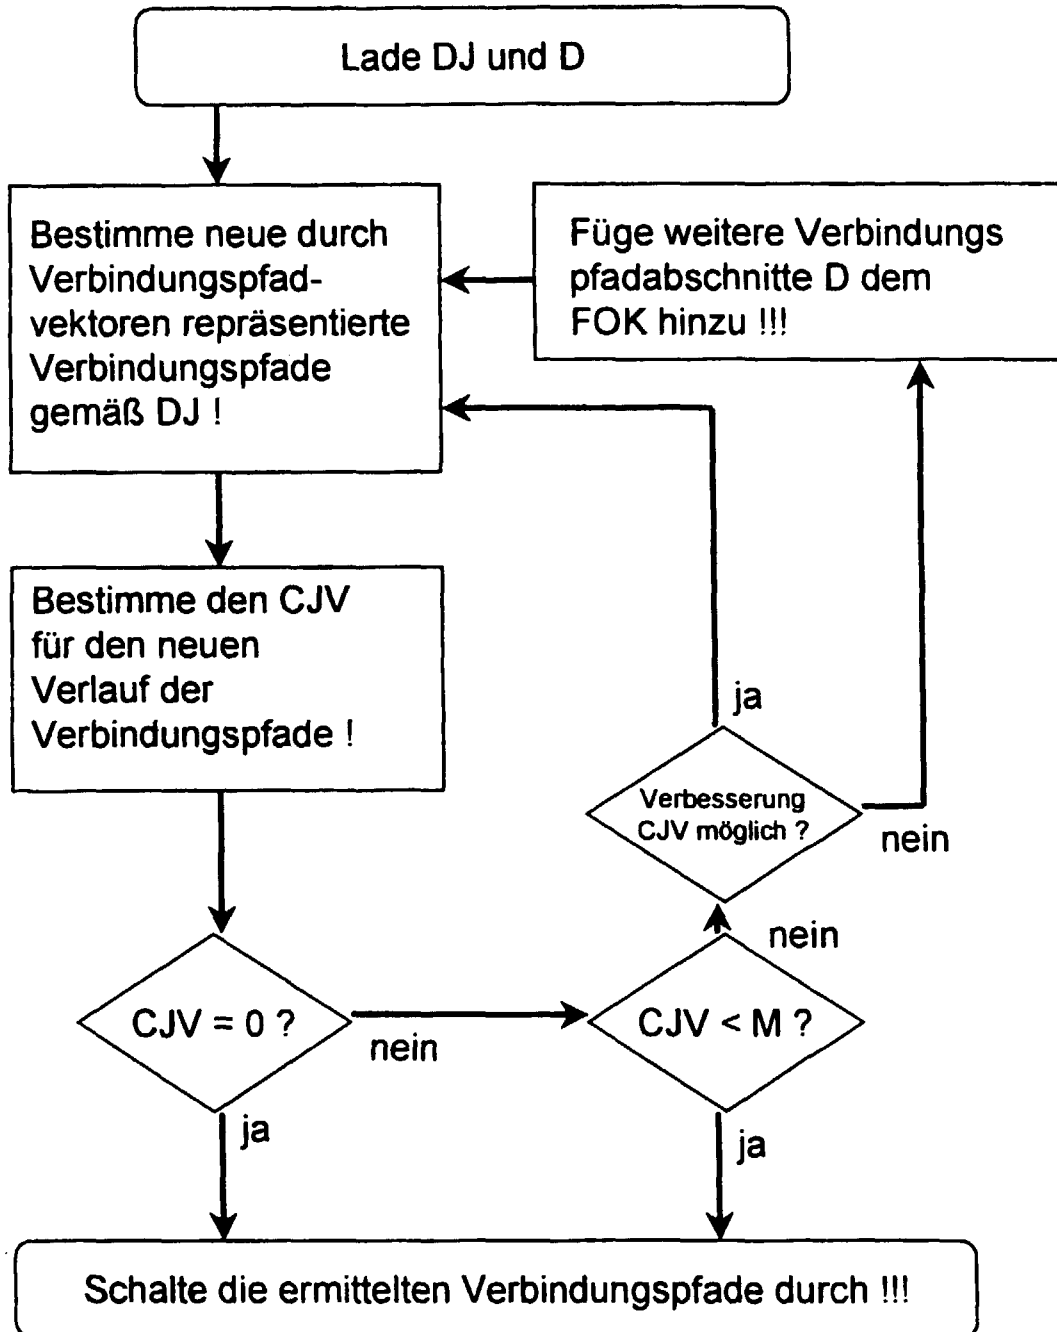 Lade DJ und D
Bestimme neue durch
Verbindungspfad-
vektoren repräsentierte
Verbindungspfade
gemäß DJ !
Füge weitere Verbindungs
pfadabschnitte D dem
FOK hinzu !!!
Bestimme den CJV
für den neuen
Verlauf der
Verbindungspfade !
ja
Verbesserung
CJV möglich ?
nein
nein
CJV = 0 ?
nein
CJV < M ?
ja
ja
Schalte die ermittelten Verbindungspfade durch !!!